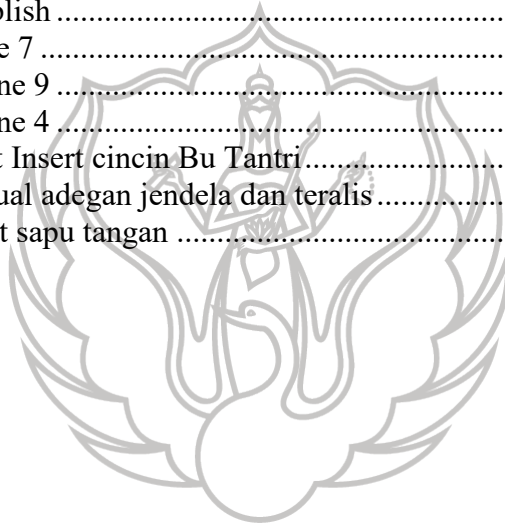 olish ........................................................
e 7 ..........................................................
ne 9 ........................................................
ne 4 ........................................................
t Insert cincin Bu Tantri.........................
ual adegan jendela dan teralis ................
t sapu tangan .........................................